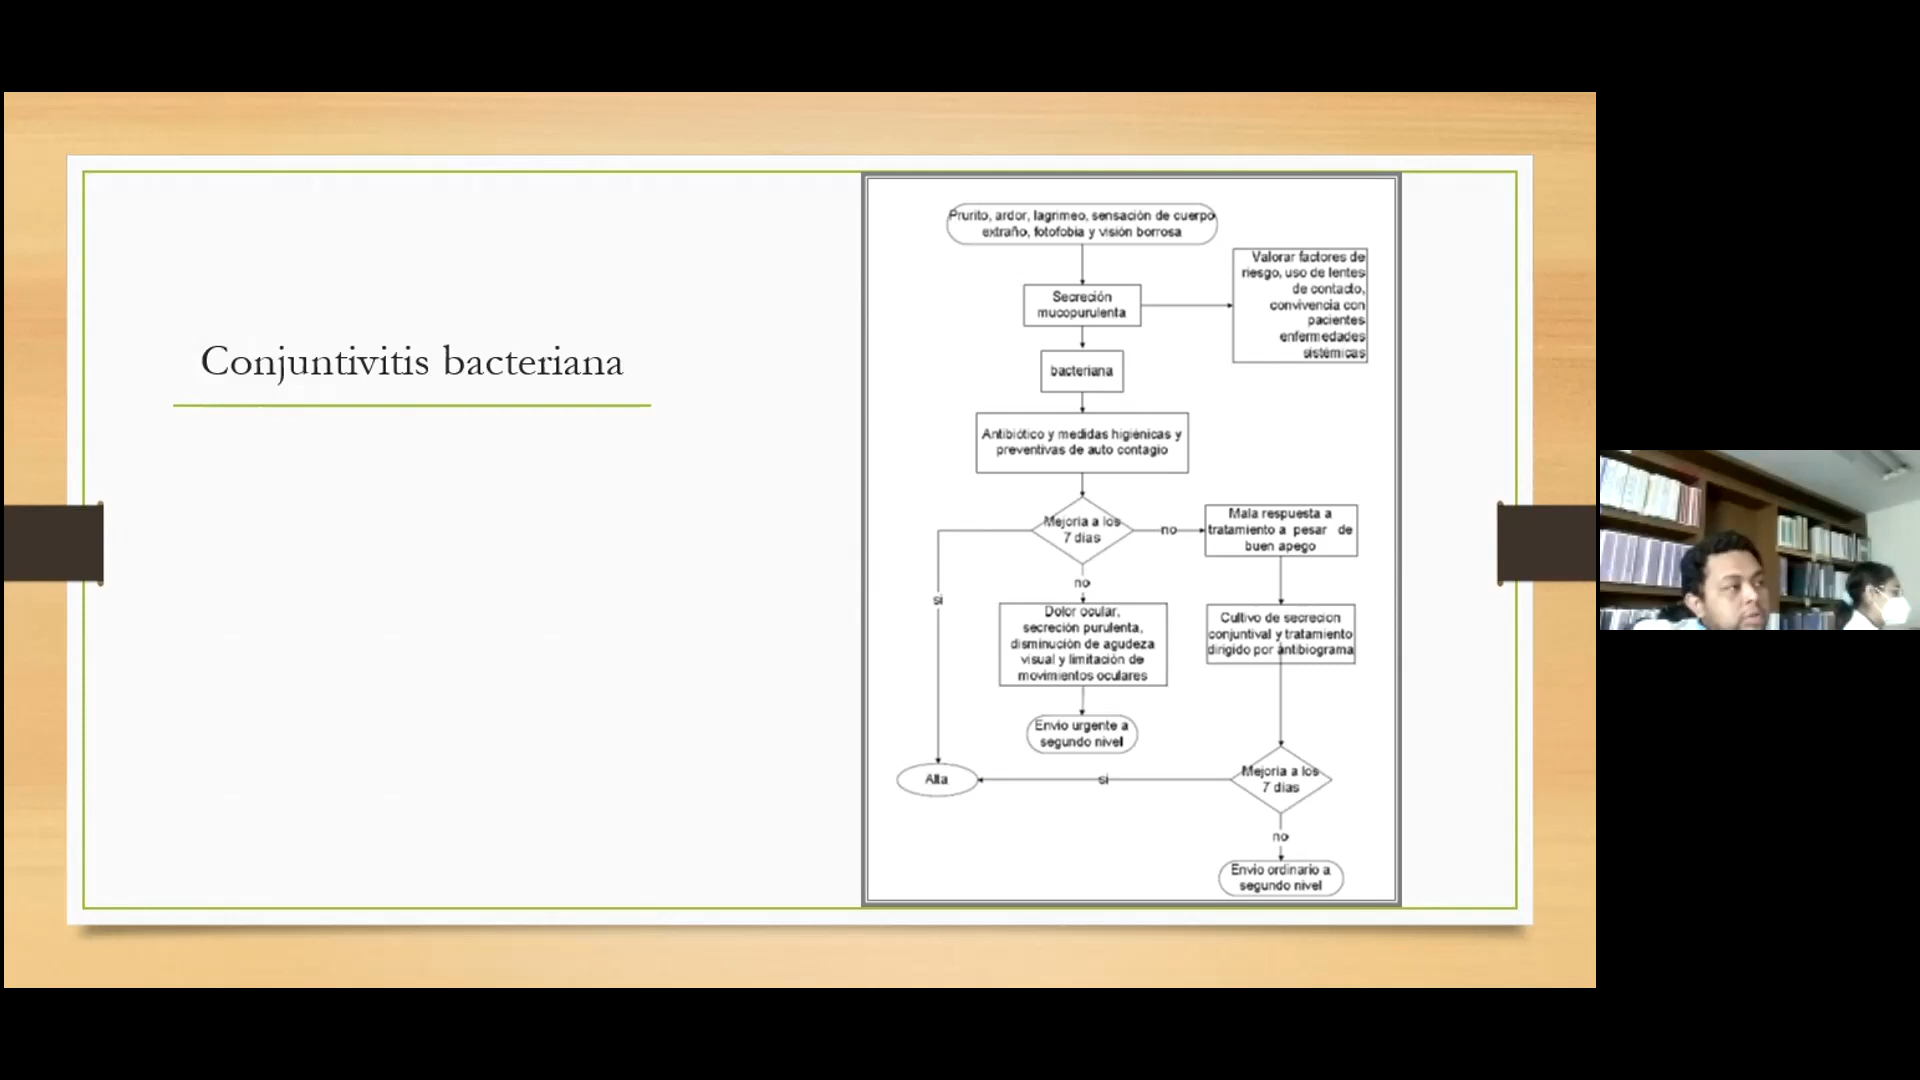 Conjuntivitis bacteriana
Prurito, ardor, lagrimeo, sensación de cuerpo
extraño, fotofobia y visión borrosa
Secreción
mucopurulenta
Valorar factores de
riesgo, uso de lentes
de contacto,
convivencia con
pacientes
enfermedades
sistémicas
bacteriana
Antibiótico y medidas higiénicas y
preventivas de auto contagio
Mejoria a los
7 dias
no
Mala respuesta a
tratamiento a pesar de
buen apego
si
no
Dolor ocular,
secreción purulenta,
disminución de agudeza
visual y limitación de
movimientos oculares
Cultivo de secrecion
conjuntival y tratamiento
dirigido por antibiograma
Envio urgente a
segundo nivel
Alta
si
Mejoria a los
7 dias
no
Envio ordinario a
segundo nivel